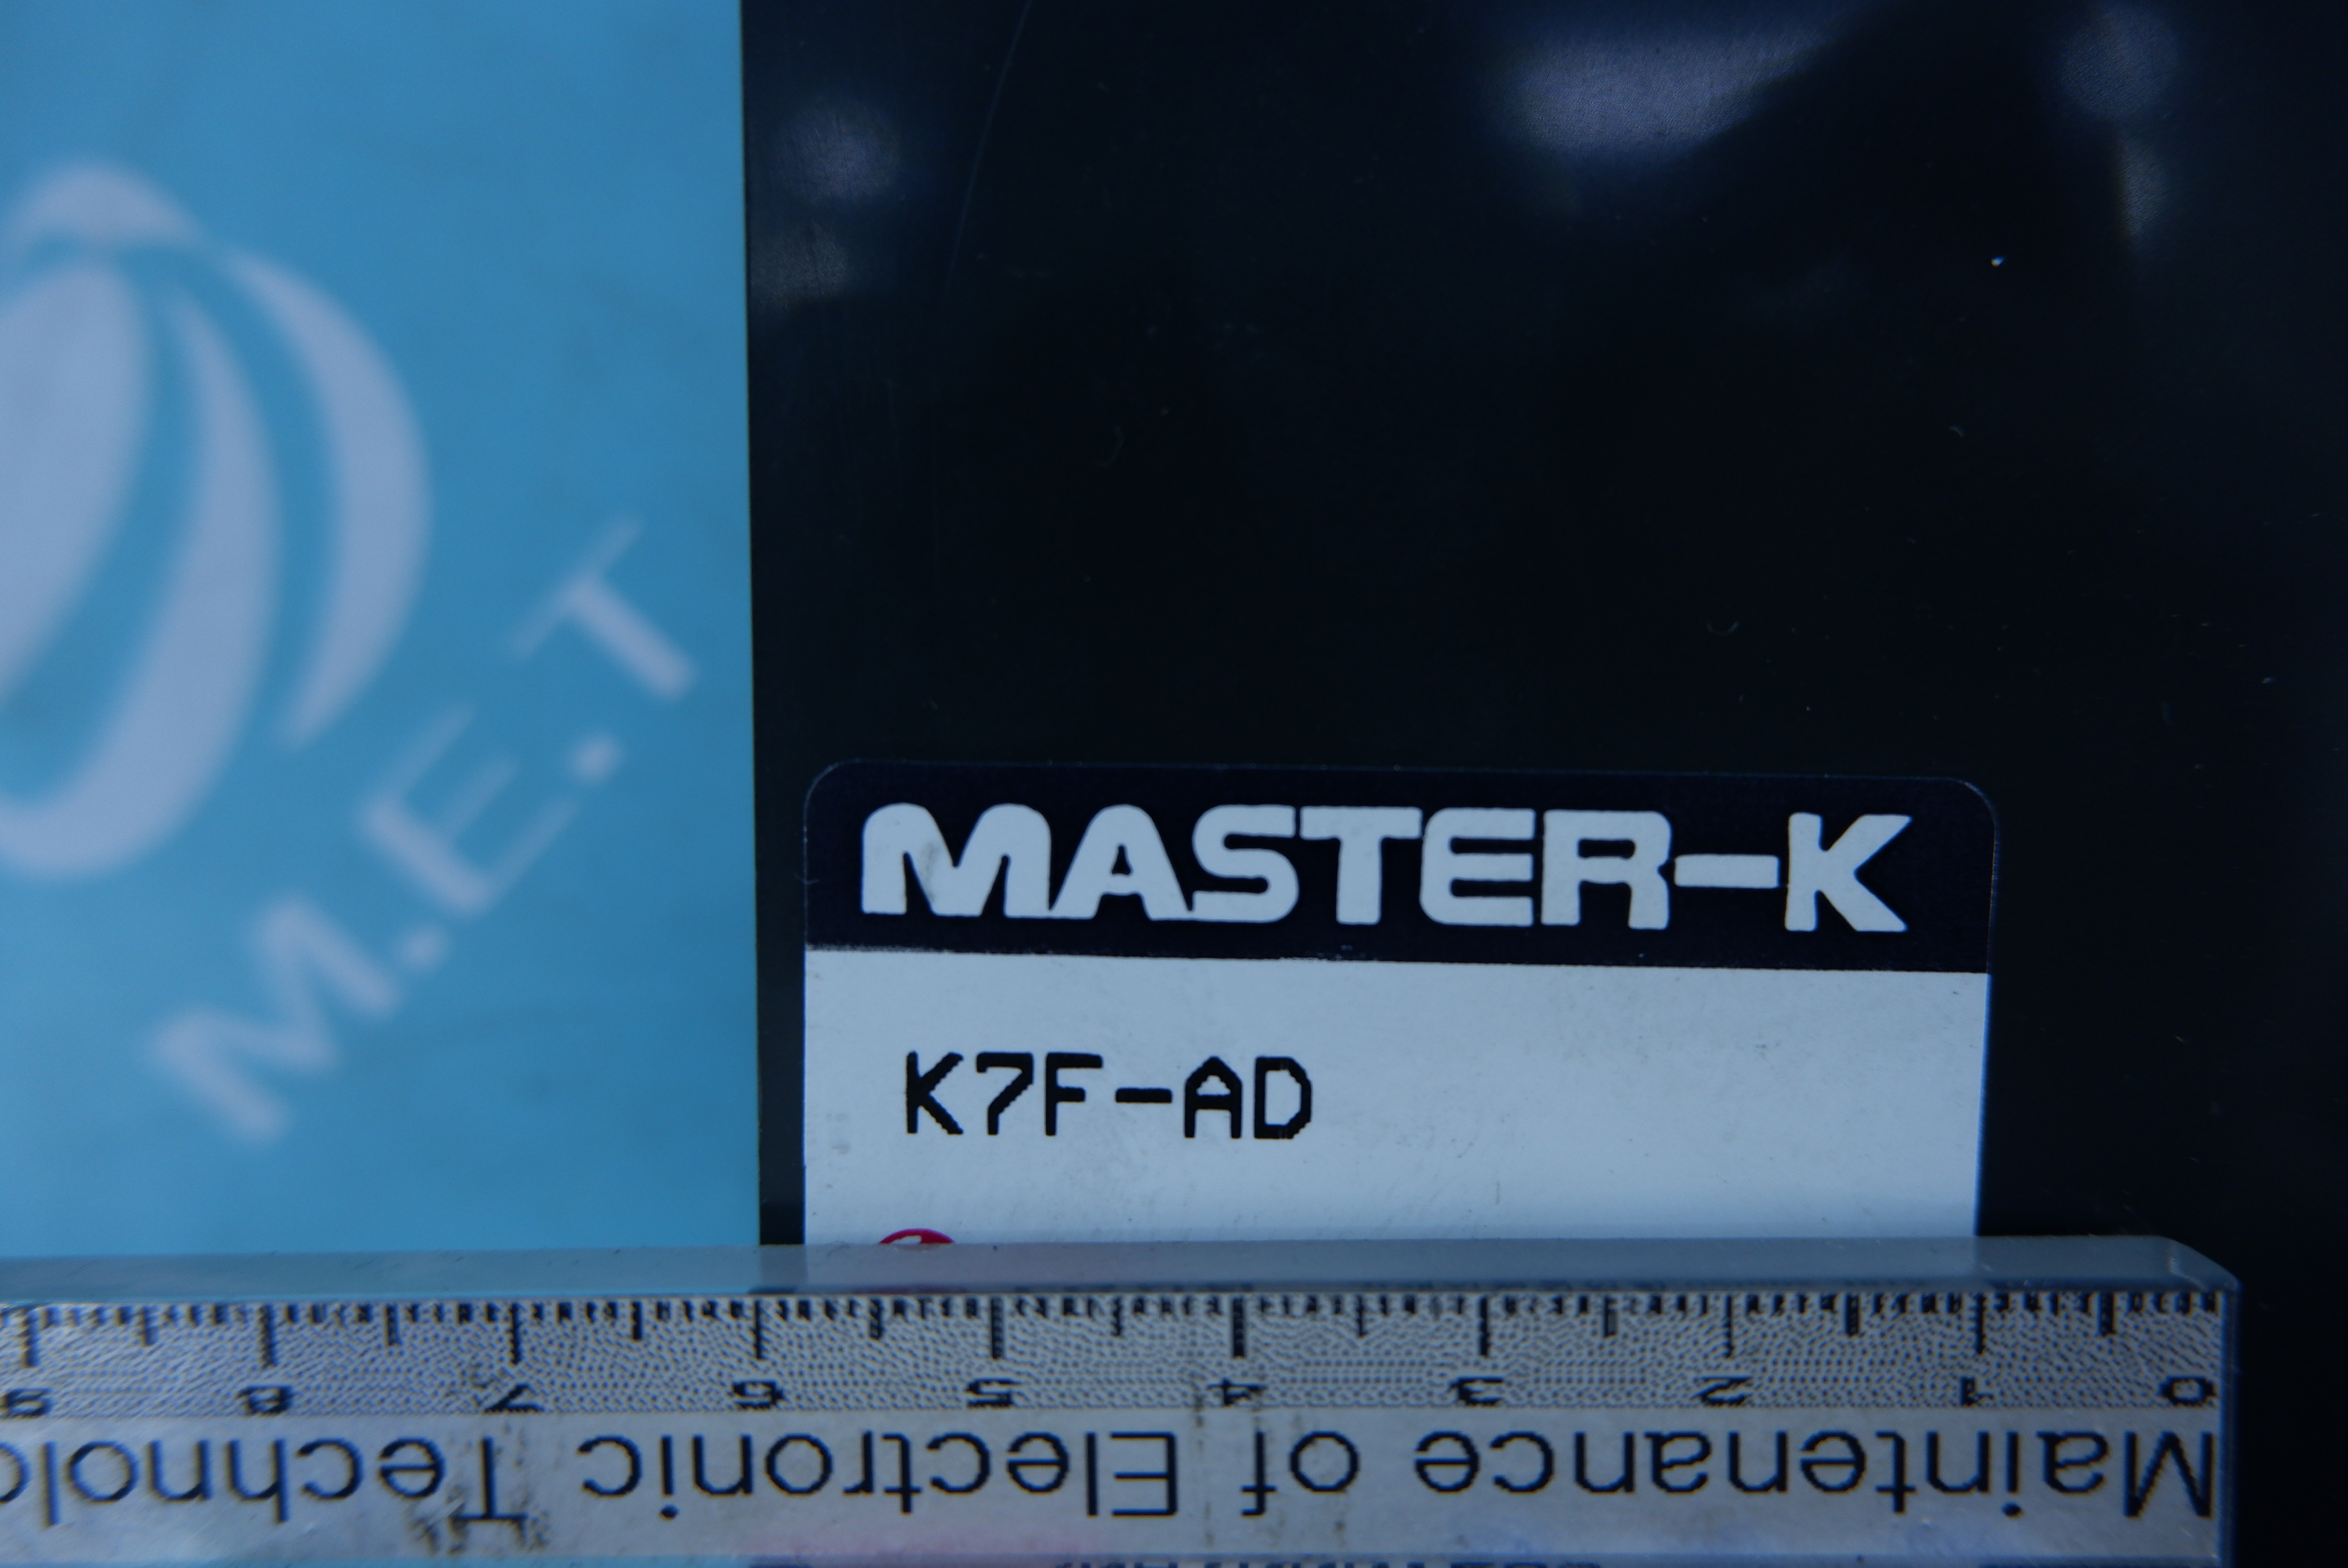 M.E.T
MASTER-K
K7F-AD
9 8 7 6 5 4 3 2 1 0
Maintenance of Electronic Technolo